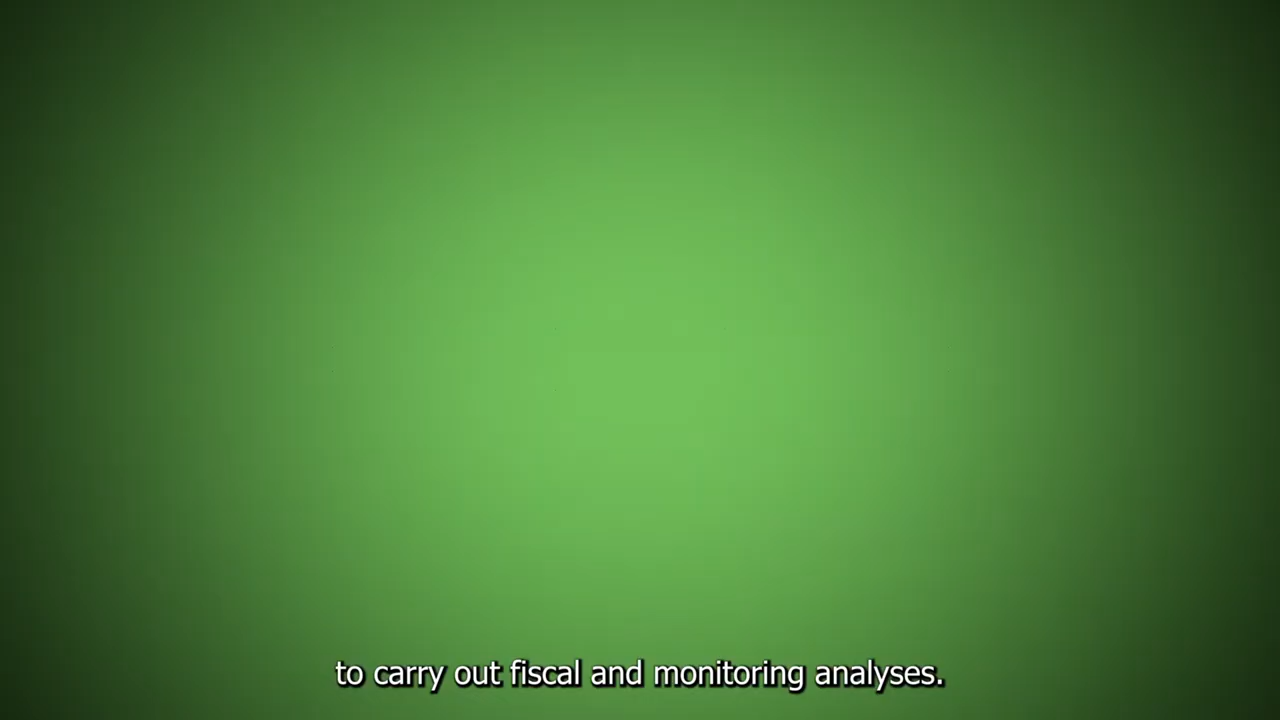 to carry out fiscal and monitoring analyses.